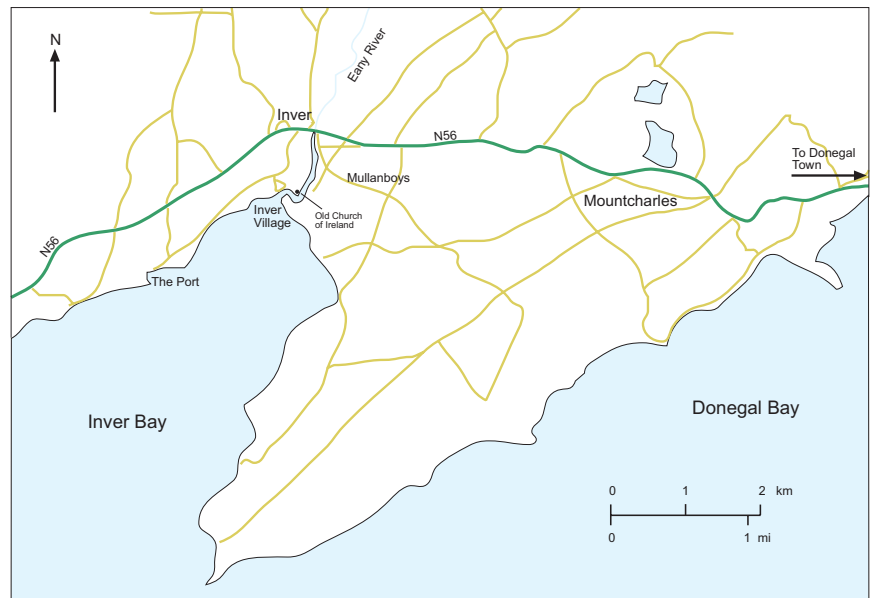 N
Eany River
Inver
N56
To Donegal
Town
Mullanboys
Mountcharles
Inver
Village
Old Church
of Ireland
N56
The Port
Inver Bay
Donegal Bay
0 1 2 km
0 1 mi